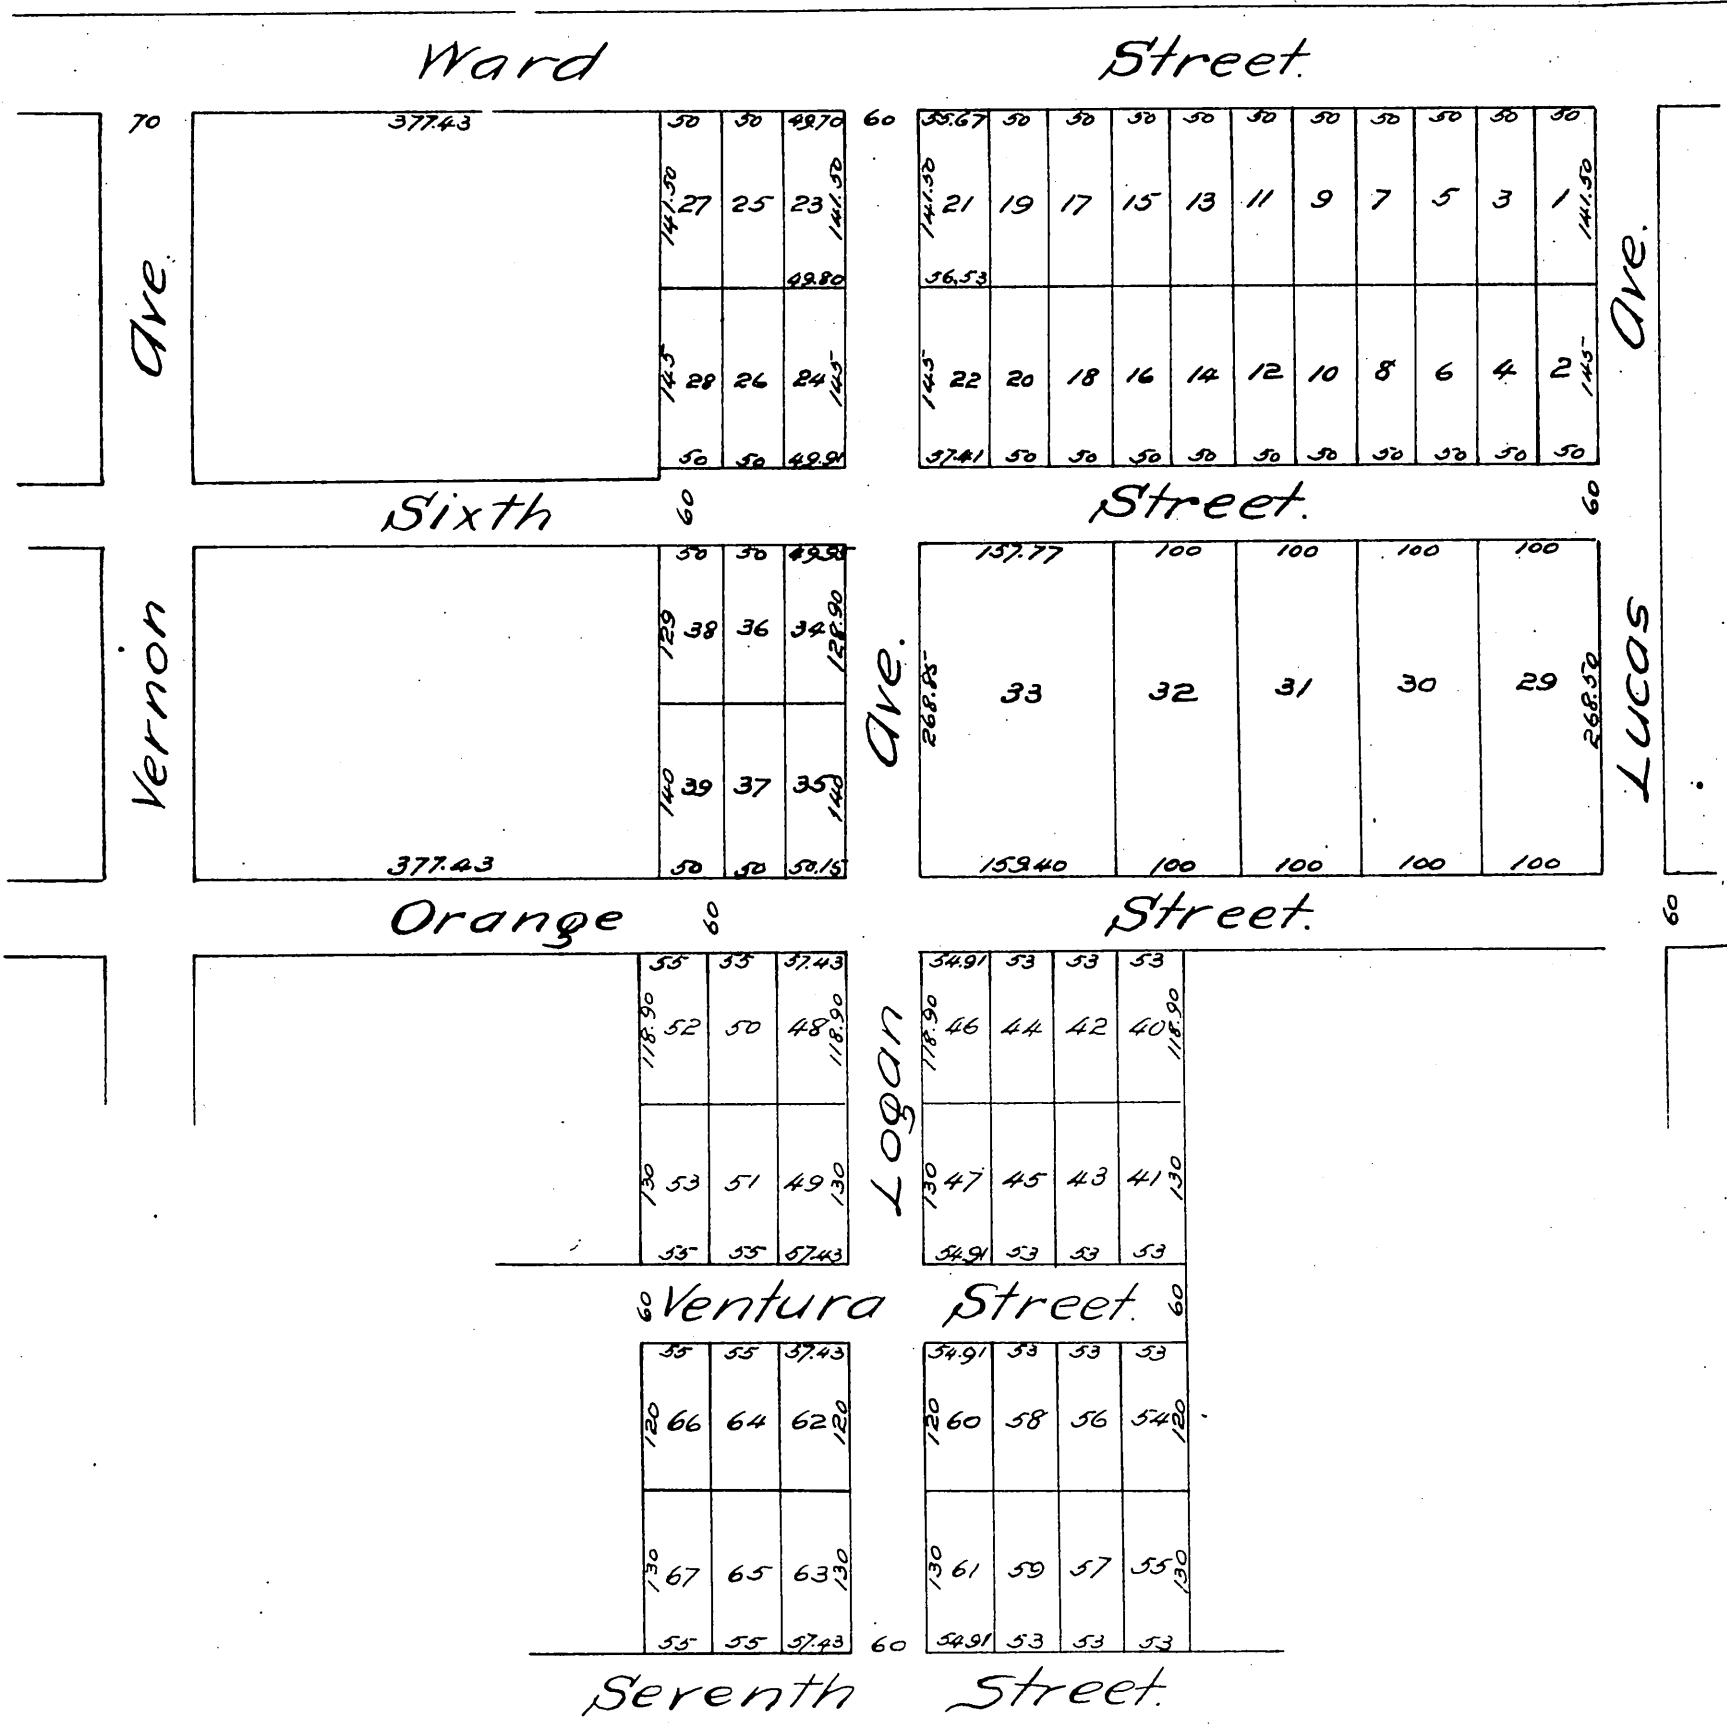 Ward Street.
70 377.43 50 50 49.70 60 55.67 50 50 50 50 50 50 50 50 50 50
141.50 27 25 23 141.50 141.50 21 19 17 15 13 11 9 7 5 3 1 141.50
49.80 56.53
145 28 26 24 145 145 22 20 18 16 14 12 10 8 6 4 2 145
50 50 49.91 57.41 50 50 50 50 50 50 50 50 50 50
Sixth 60 Street. 60
50 50 157.77 100 100 100 100
129 38 36 34 128.90
268.85 33 32 31 30 29 268.50
140 39 37 35 140
377.43 50 50 50.15 159.40 100 100 100 100
Vernon Ave.
Logan Ave.
Lucas Ave.
Orange 60 Street. 60
55 55 57.43 54.91 53 53 53
118.90 52 50 48 118.90 118.90 46 44 42 40 118.90
130 53 51 49 130 130 47 45 43 41 130
55 55 57.43 54.91 53 53 53
60 Ventura Street. 60
55 55 57.43 54.91 53 53 53
120 66 64 62 120 120 60 58 56 54 120
130 67 65 63 130 130 61 59 57 55 130
55 55 57.43 60 54.91 53 53 53
Serenth Street.